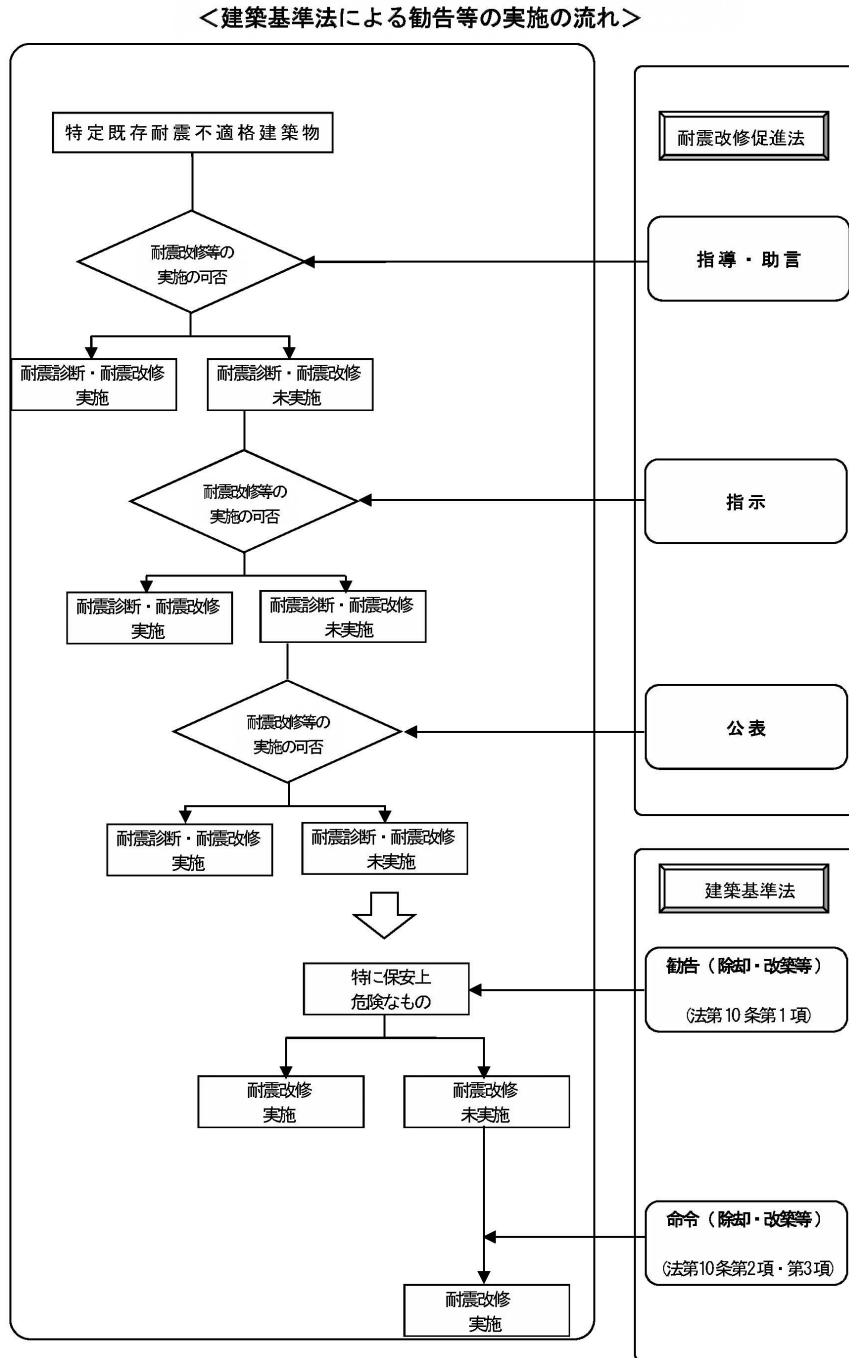 ＜建築基準法による勧告等の実施の流れ＞
特定既存耐震不適格建築物
耐震改修促進法
耐震改修等の
実施の可否
指導・助言
耐震診断・耐震改修
実施
耐震診断・耐震改修
未実施
耐震改修等の
実施の可否
指示
耐震診断・耐震改修
実施
耐震診断・耐震改修
未実施
耐震改修等の
実施の可否
公表
耐震診断・耐震改修
実施
耐震診断・耐震改修
未実施
建築基準法
特に保安上
危険なもの
勧告（除却・改築等）
(法第10条第1項)
耐震改修
実施
耐震改修
未実施
命令（除却・改築等）
(法第10条第2項・第3項)
耐震改修
実施